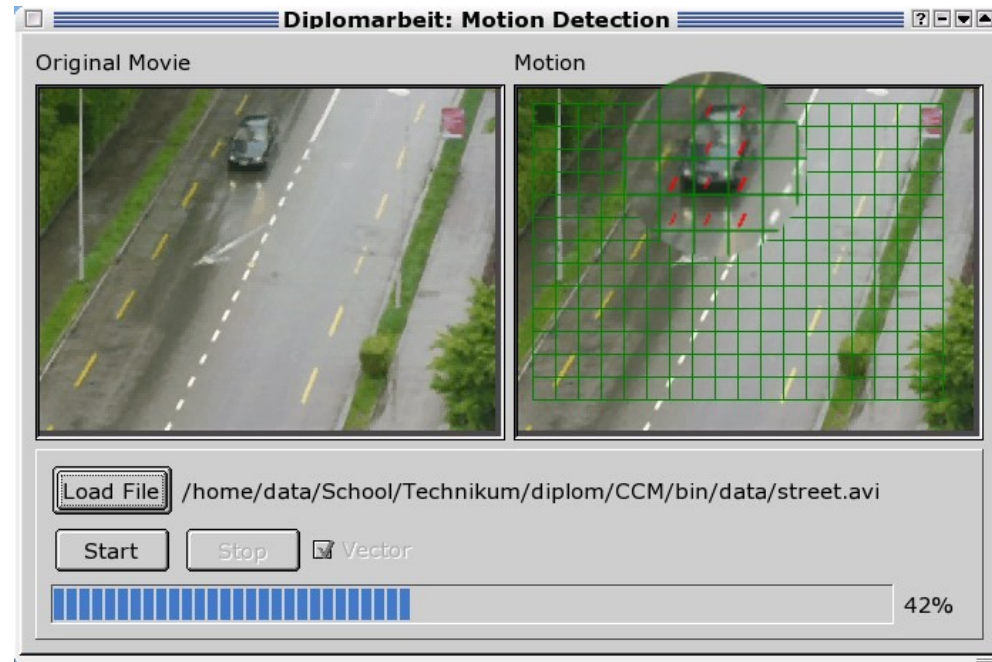 Diplomarbeit: Motion Detection
Original Movie
Motion
Load File /home/data/School/Technikum/diplom/CCM/bin/data/street.avi
Start Stop Vector
42%